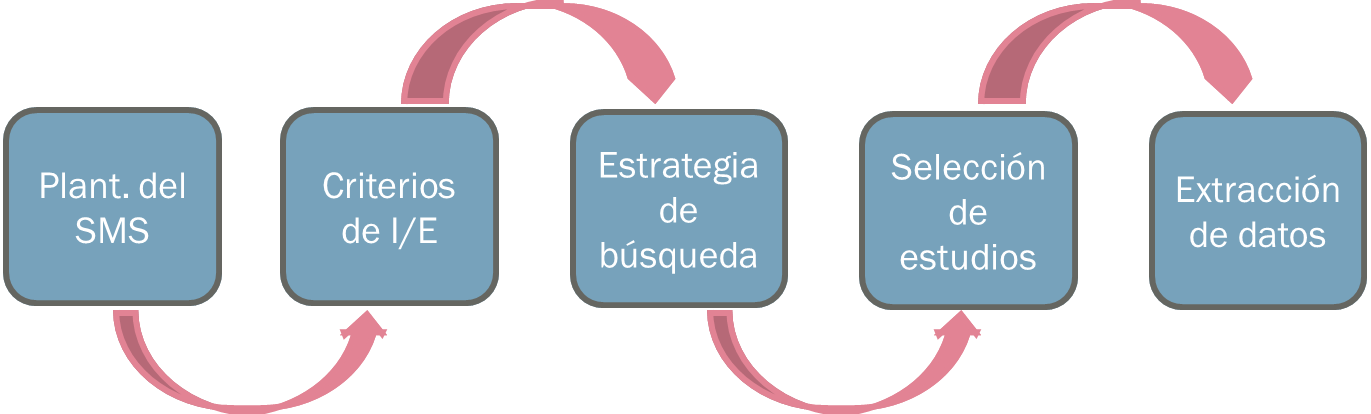 Plant. del
SMS
Criterios
de I/E
Estrategia
de
búsqueda
Selección
de
estudios
Extracción
de datos